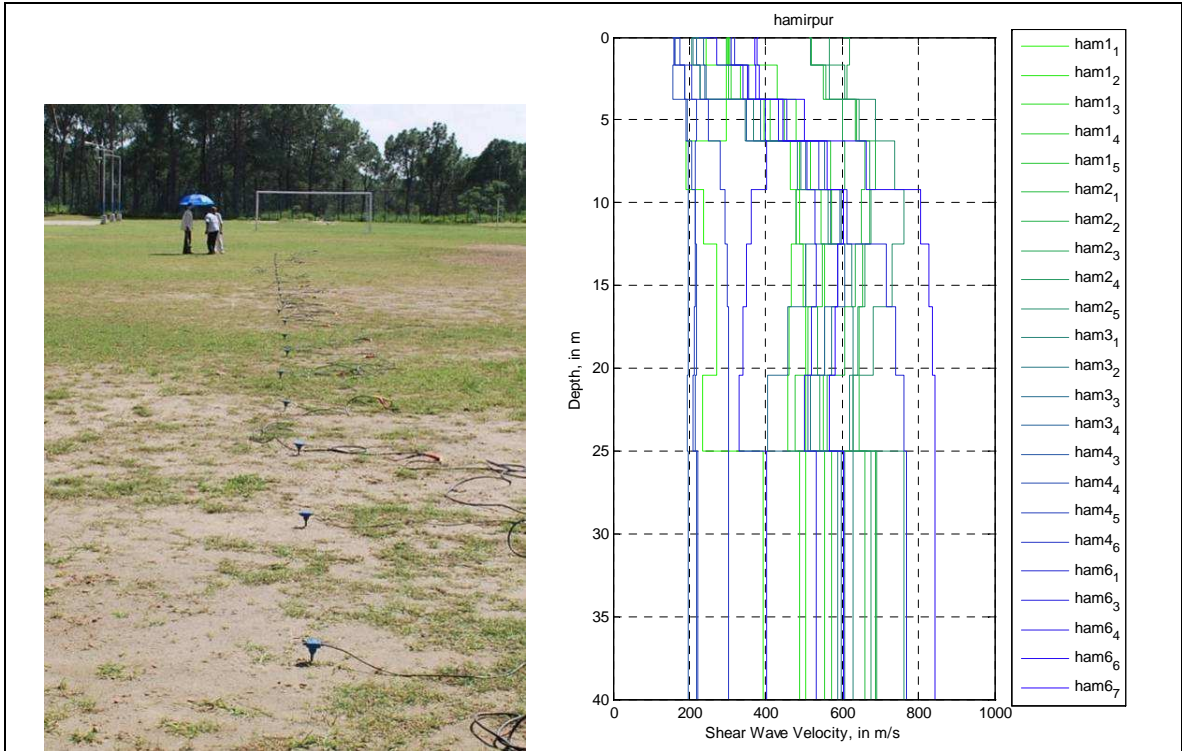 hamirpur
0
5
10
15
20
25
30
35
40
Depth, in m
0 200 400 600 800 1000
Shear Wave Velocity, in m/s
ham1₁
ham1₂
ham1₃
ham1₄
ham1₅
ham2₁
ham2₂
ham2₃
ham2₄
ham2₅
ham3₁
ham3₂
ham3₃
ham3₄
ham4₃
ham4₄
ham4₅
ham4₆
ham6₁
ham6₃
ham6₄
ham6₆
ham6₇